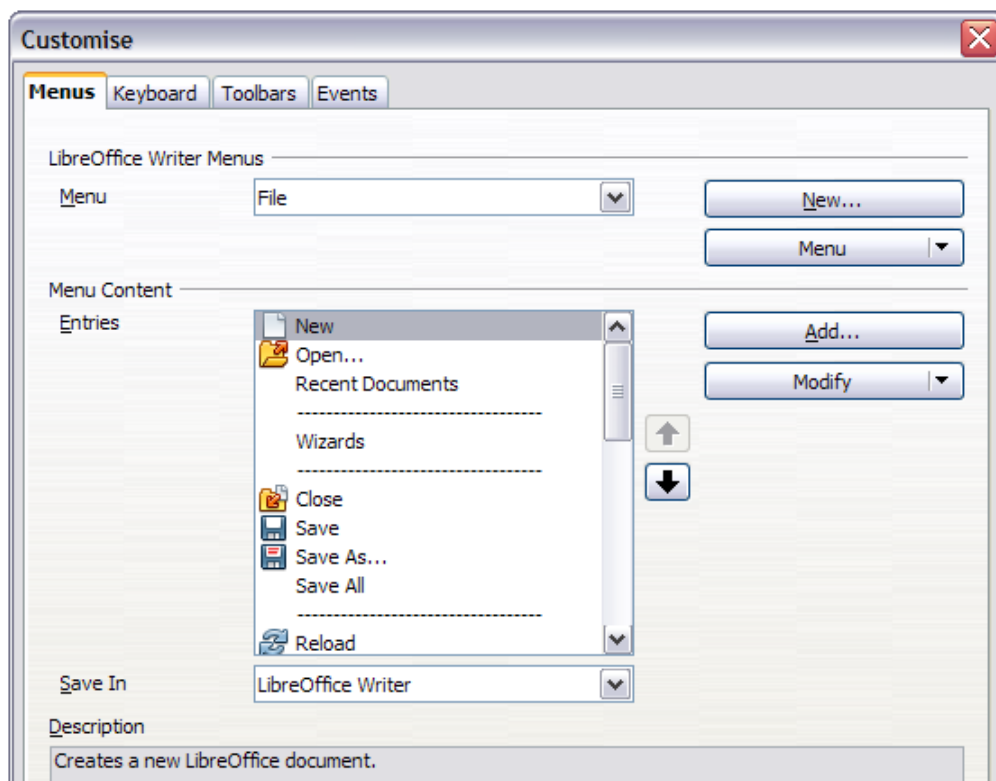 Customise
Menus Keyboard Toolbars Events
LibreOffice Writer Menus
Menu File New...
Menu
Menu Content
Entries New Add...
Open...
Recent Documents Modify
--------------------------------
Wizards
--------------------------------
Close
Save
Save As...
Save All
--------------------------------
Reload
Save In LibreOffice Writer
Description
Creates a new LibreOffice document.